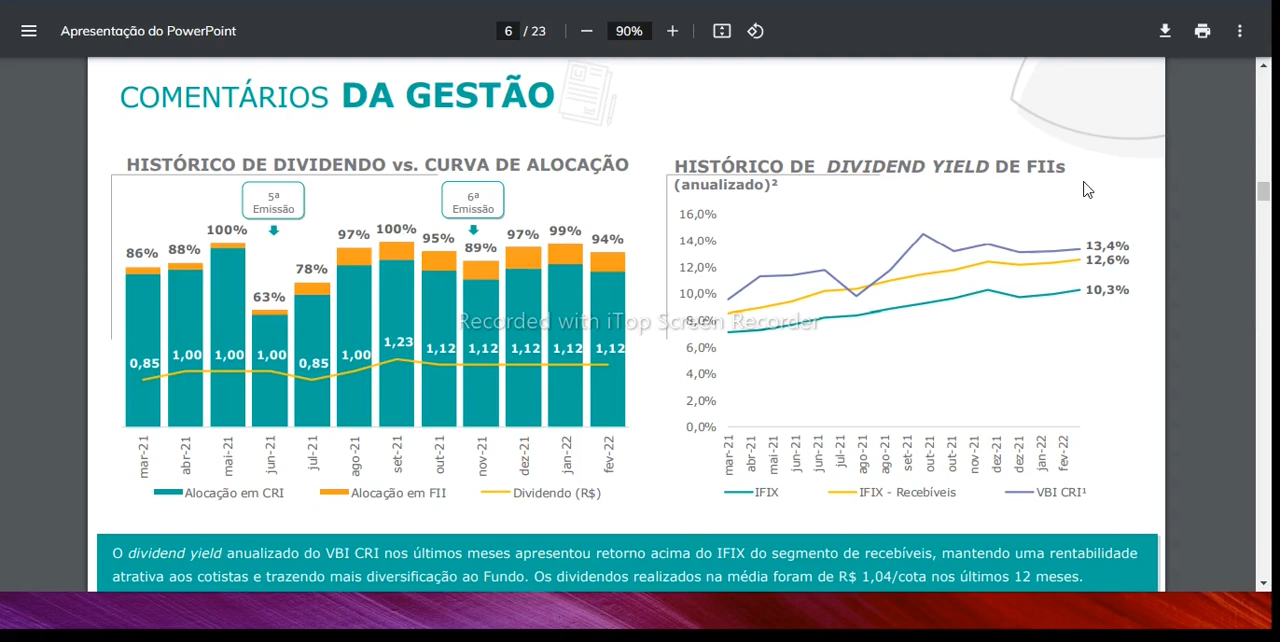 Apresentação do PowerPoint
6 / 23
90%
COMENTÁRIOS DA GESTÃO
HISTÓRICO DE DIVIDENDO vs. CURVA DE ALOCAÇÃO
5ª
Emissão
6ª
Emissão
86%
88%
100%
63%
78%
97%
100%
95%
89%
97%
99%
94%
0,85
1,00
1,00
1,00
0,85
1,00
1,23
1,12
1,12
1,12
1,12
1,12
mar-21
abr-21
mai-21
jun-21
jul-21
ago-21
set-21
out-21
nov-21
dez-21
jan-22
fev-22
Alocação em CRI
Alocação em FII
Dividendo (R$)
HISTÓRICO DE DIVIDEND YIELD DE FIIs
(anualizado)²
16,0%
14,0%
12,0%
10,0%
8,0%
6,0%
4,0%
2,0%
0,0%
13,4%
12,6%
10,3%
mar-21
abr-21
mai-21
jun-21
jun-21
jul-21
ago-21
ago-21
set-21
out-21
out-21
nov-21
dez-21
dez-21
jan-22
fev-22
IFIX
IFIX - Recebíveis
VBI CRI¹
Recorded with iTop Screen Recorder
O dividend yield anualizado do VBI CRI nos últimos meses apresentou retorno acima do IFIX do segmento de recebíveis, mantendo uma rentabilidade
atrativa aos cotistas e trazendo mais diversificação ao Fundo. Os dividendos realizados na média foram de R$ 1,04/cota nos últimos 12 meses.